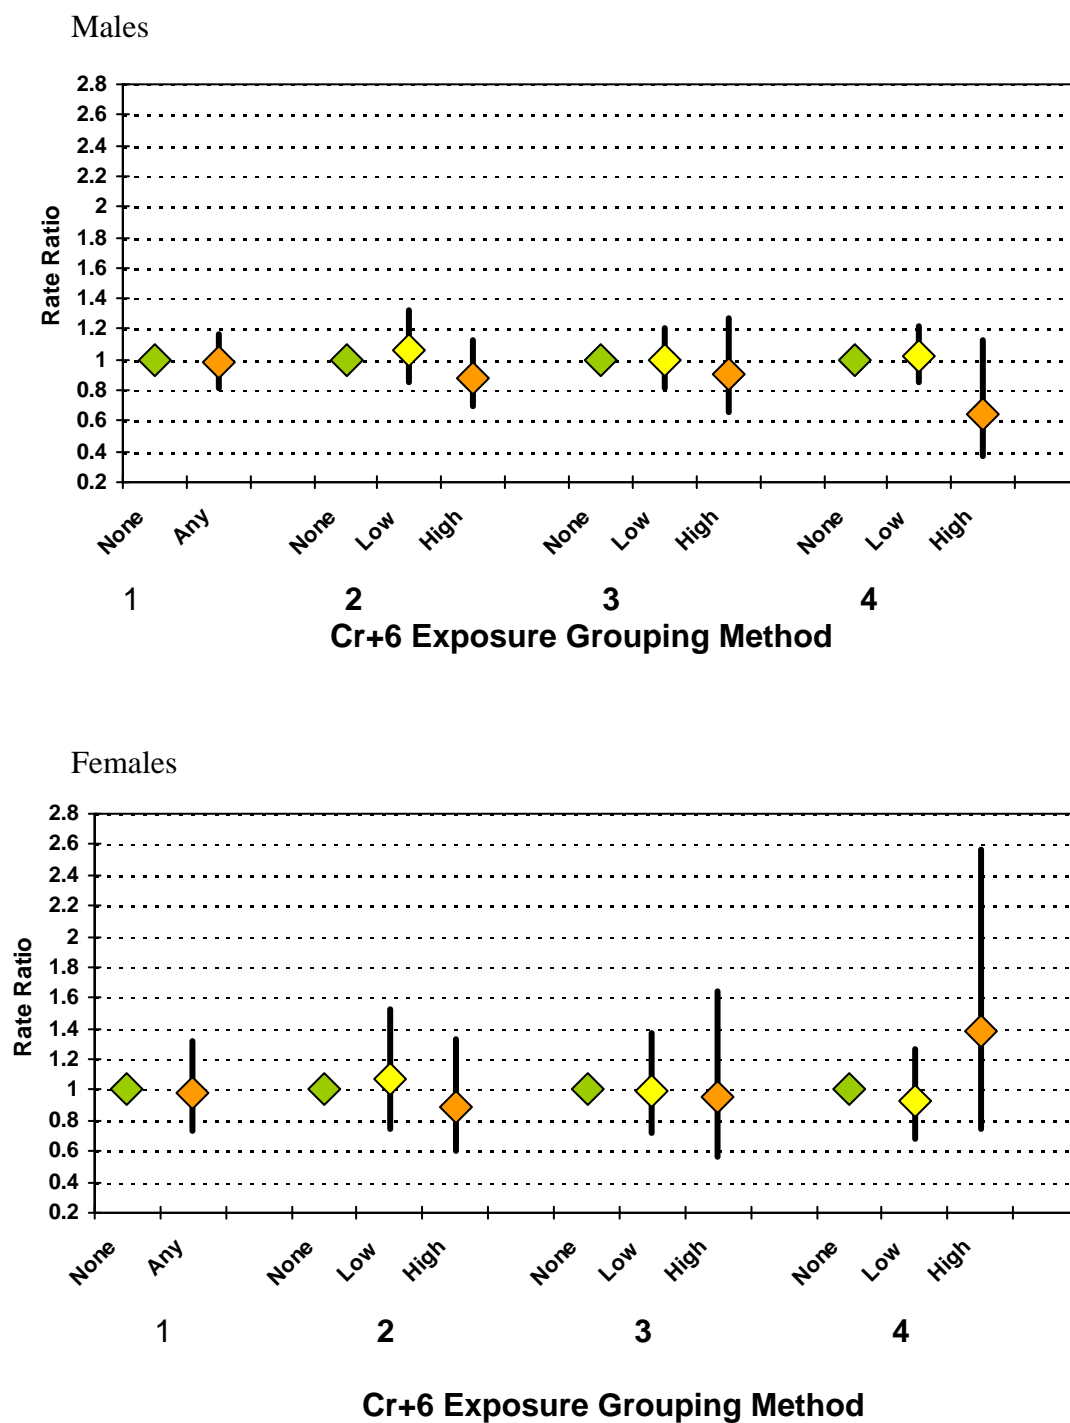 Males
2.8
2.6
2.4
2.2
2
1.8
1.6
1.4
1.2
1
0.8
0.6
0.4
0.2
Rate Ratio
None Any None Low High None Low High None Low High
1 2 3 4
Cr+6 Exposure Grouping Method
Females
2.8
2.6
2.4
2.2
2
1.8
1.6
1.4
1.2
1
0.8
0.6
0.4
0.2
Rate Ratio
None Any None Low High None Low High None Low High
1 2 3 4
Cr+6 Exposure Grouping Method